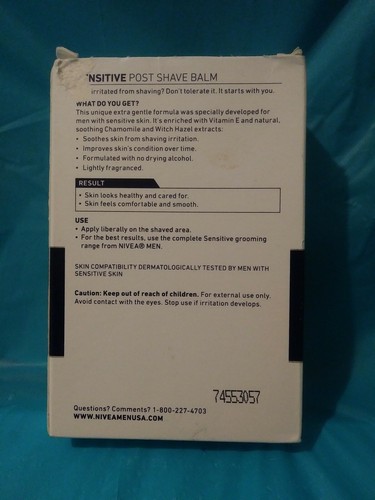 NSITIVE POST SHAVE BALM
irritated from shaving? Don't tolerate it. It starts with you.
WHAT DO YOU GET?
This unique extra gentle formula was specially developed for
men with sensitive skin. It's enriched with Vitamin E and natural,
soothing Chamomile and Witch Hazel extracts:
• Soothes skin from shaving irritation.
• Improves skin's condition over time.
• Formulated with no drying alcohol.
• Lightly fragranced.
RESULT
• Skin looks healthy and cared for.
• Skin feels comfortable and smooth.
USE
• Apply liberally on the shaved area.
• For the best results, use the complete Sensitive grooming
range from NIVEA® MEN.
SKIN COMPATIBILITY DERMATOLOGICALLY TESTED BY MEN WITH
SENSITIVE SKIN
Caution: Keep out of reach of children. For external use only.
Avoid contact with the eyes. Stop use if irritation develops.
74553057
Questions? Comments? 1-800-227-4703
WWW.NIVEAMENUSA.COM